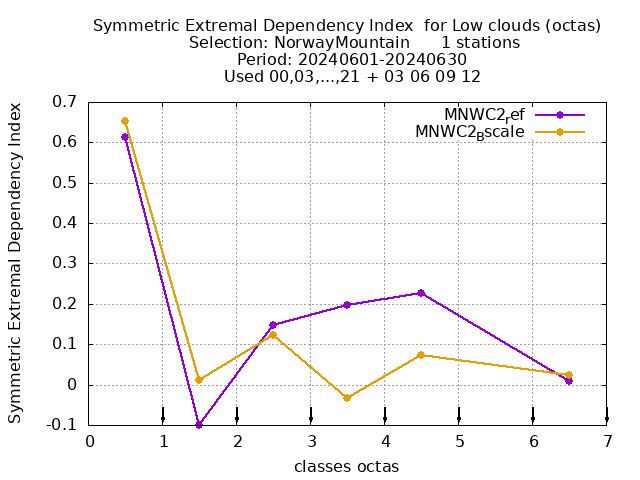 Symmetric Extremal Dependency Index  for Low clouds (octas)
Selection: NorwayMountain      1 stations
Period: 20240601-20240630
Used 00,03,...,21 + 03 06 09 12
MNWC2_ref
MNWC2_Bscale
Symmetric Extremal Dependency Index
0.7
0.6
0.5
0.4
0.3
0.2
0.1
0
-0.1
0 1 2 3 4 5 6 7
classes octas